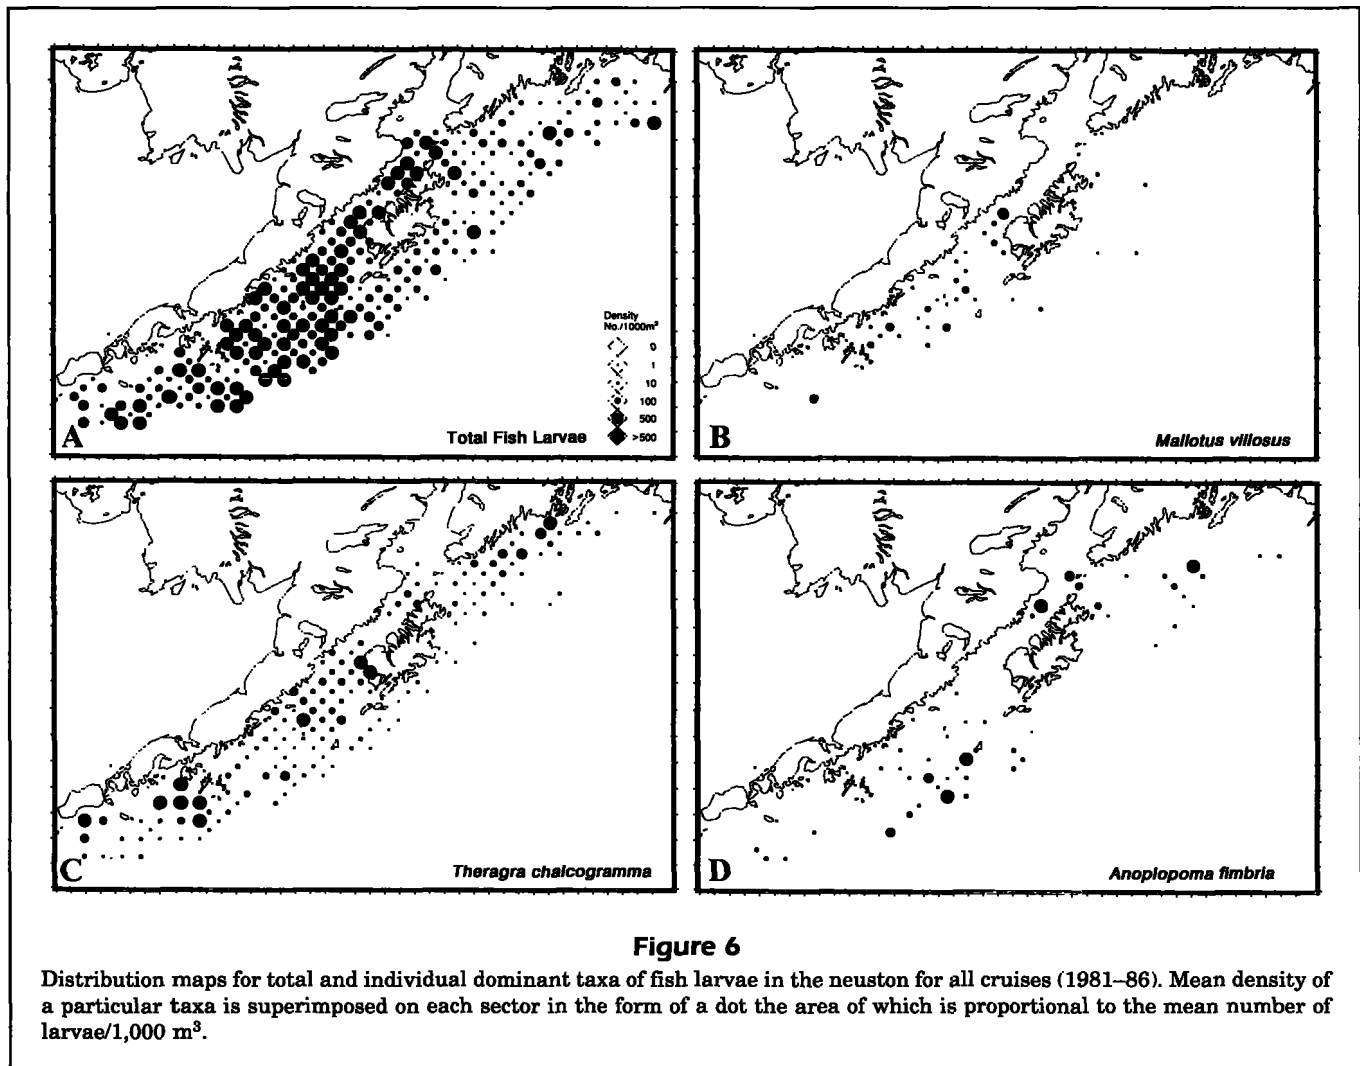 Density
No./1000m³
0
1
10
100
500
>500
A
Total Fish Larvae
B
Mallotus villosus
C
Theragra chalcogramma
D
Anoplopoma fimbria
Figure 6
Distribution maps for total and individual dominant taxa of fish larvae in the neuston for all cruises (1981–86). Mean density of
a particular taxa is superimposed on each sector in the form of a dot the area of which is proportional to the mean number of
larvae/1,000 m³.